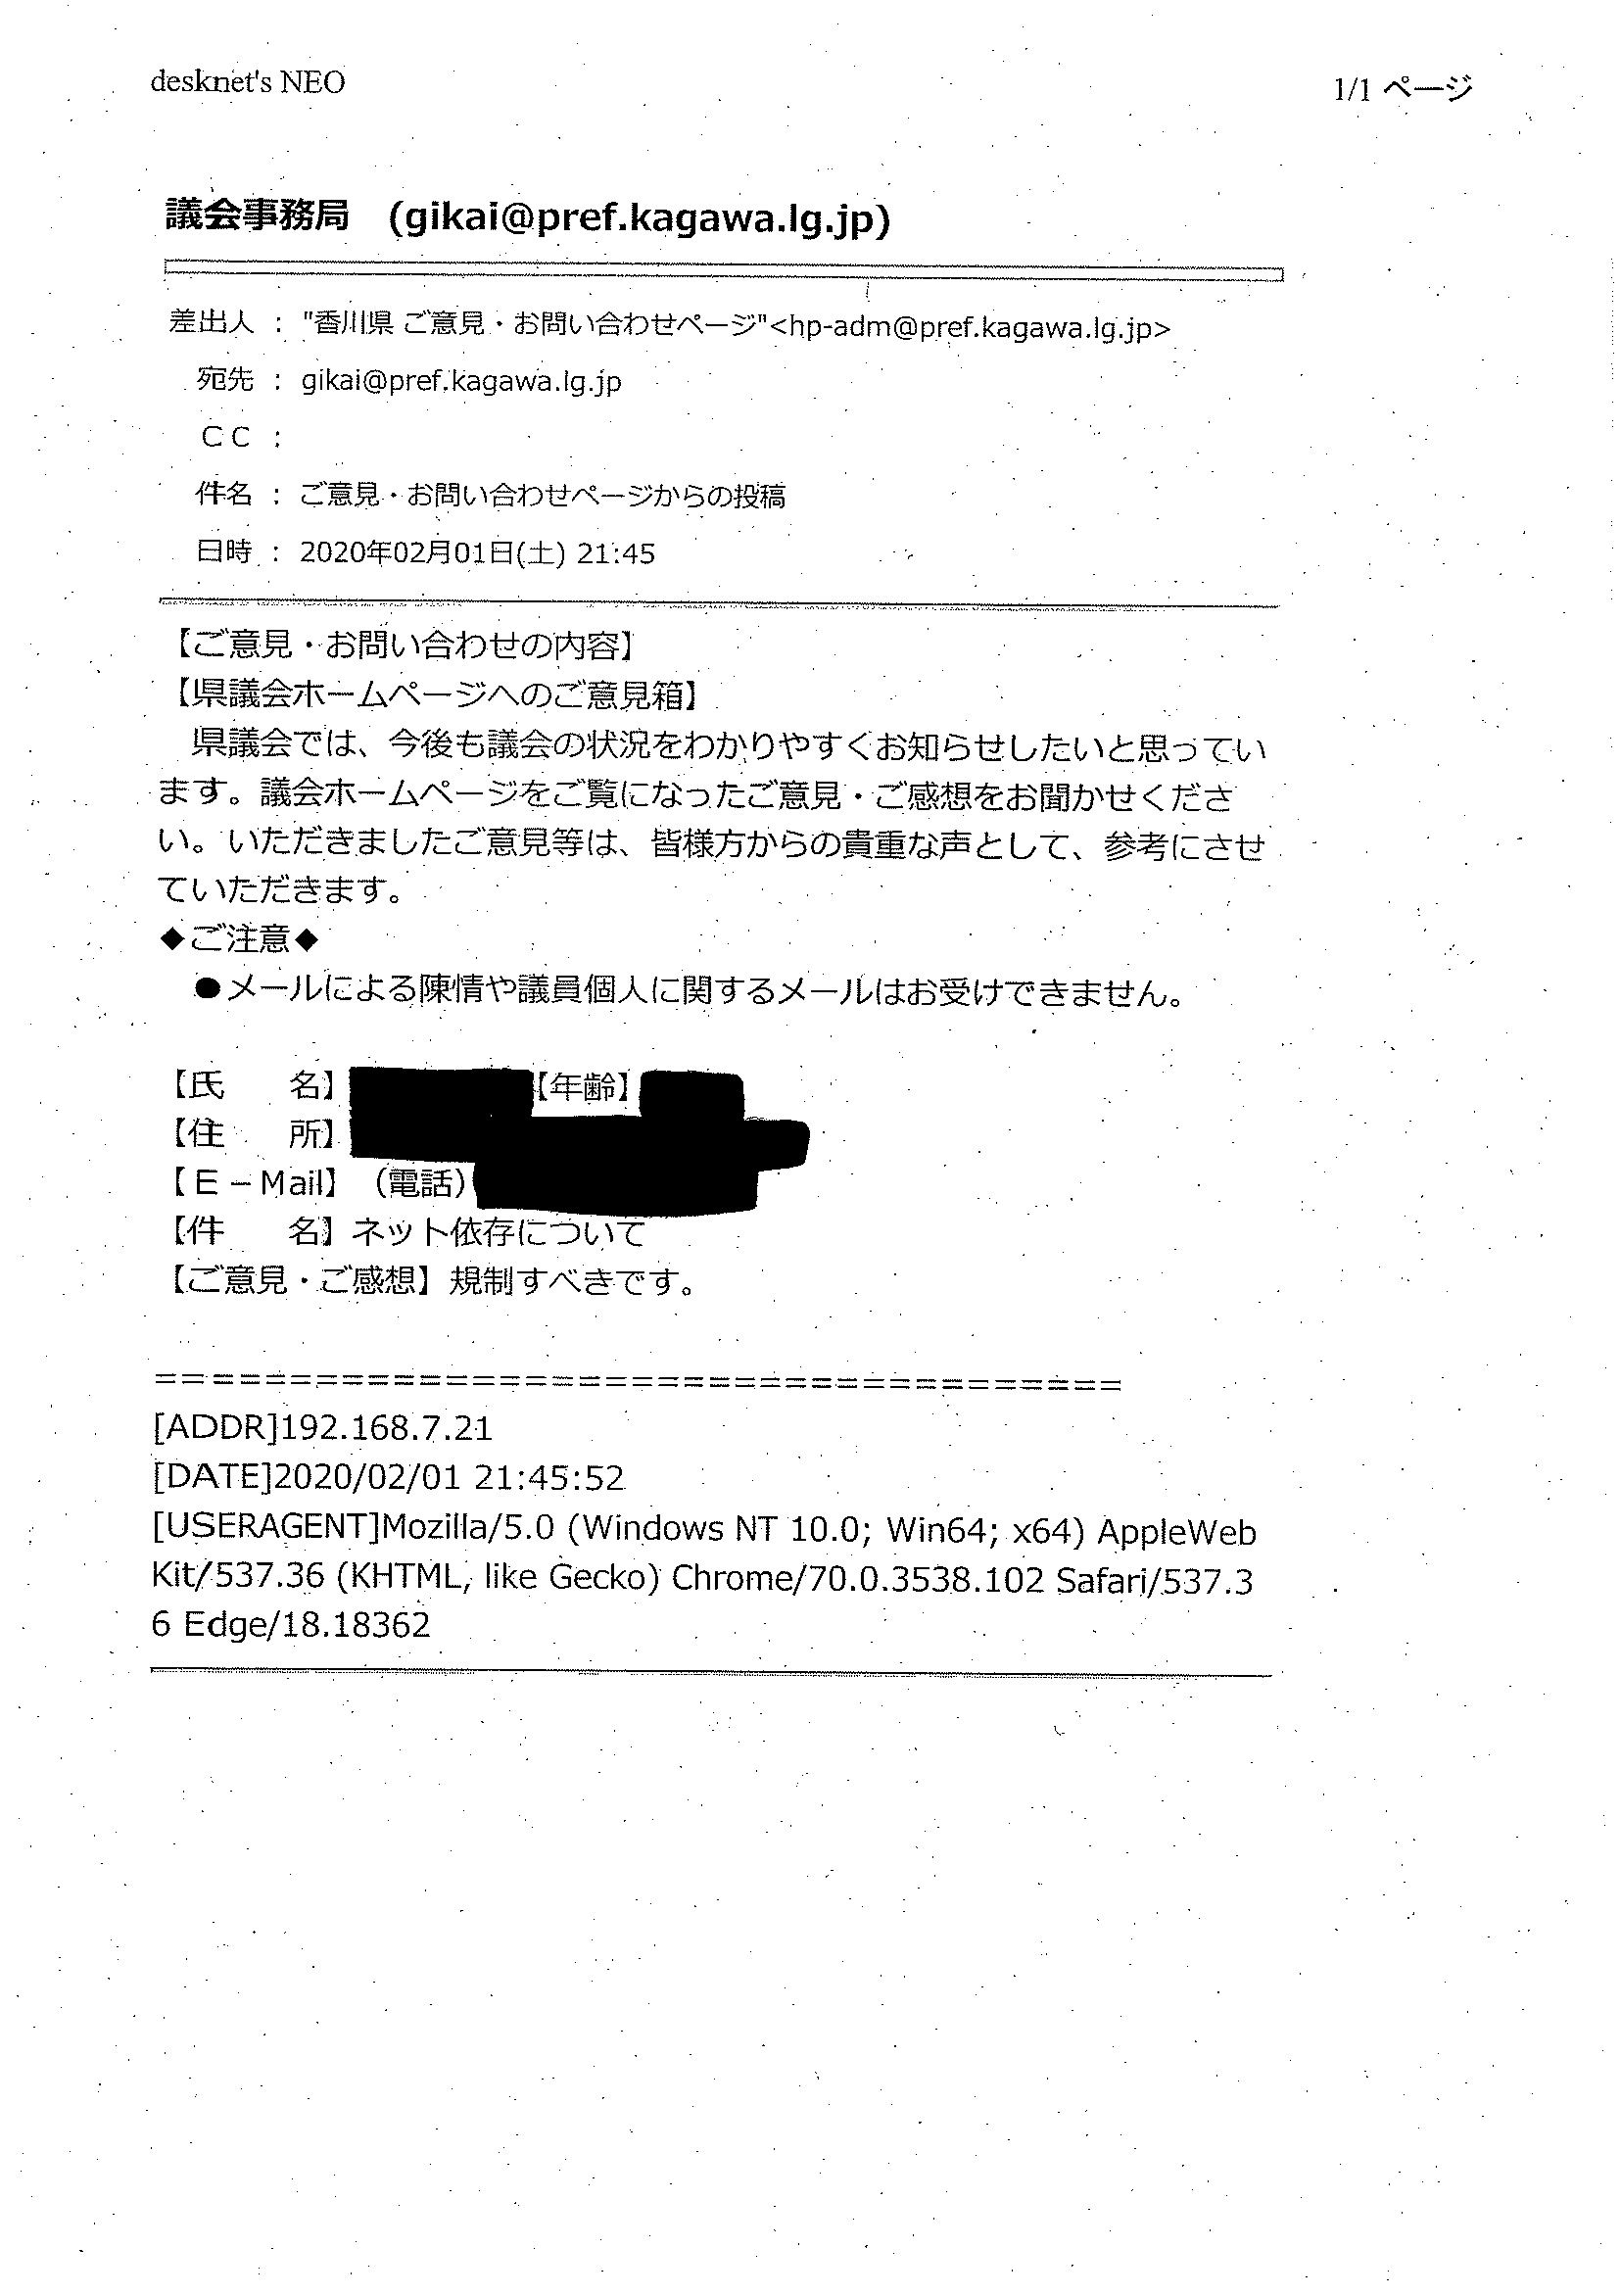 desknet's NEO
1/1 ページ
議会事務局 (gikai@pref.kagawa.lg.jp)
差出人 : "香川県 ご意見・お問い合わせページ"<hp-adm@pref.kagawa.lg.jp>
宛先 : gikai@pref.kagawa.lg.jp
ＣＣ :
件名 : ご意見・お問い合わせページからの投稿
日時 : 2020年02月01日(土) 21:45
【ご意見・お問い合わせの内容】
【県議会ホームページへのご意見箱】
　県議会では、今後も議会の状況をわかりやすくお知らせしたいと思ってい
ます。議会ホームページをご覧になったご意見・ご感想をお聞かせくださ
い。いただきましたご意見等は、皆様方からの貴重な声として、参考にさせ
ていただきます。
◆ご注意◆
　●メールによる陳情や議員個人に関するメールはお受けできません。
【氏　　名】【年齢】
【住　　所】
【Ｅ－Mail】（電話）
【件　　名】ネット依存について
【ご意見・ご感想】規制すべきです。
=====================================
[ADDR]192.168.7.21
[DATE]2020/02/01 21:45:52
[USERAGENT]Mozilla/5.0 (Windows NT 10.0; Win64; x64) AppleWeb
Kit/537.36 (KHTML, like Gecko) Chrome/70.0.3538.102 Safari/537.3
6 Edge/18.18362